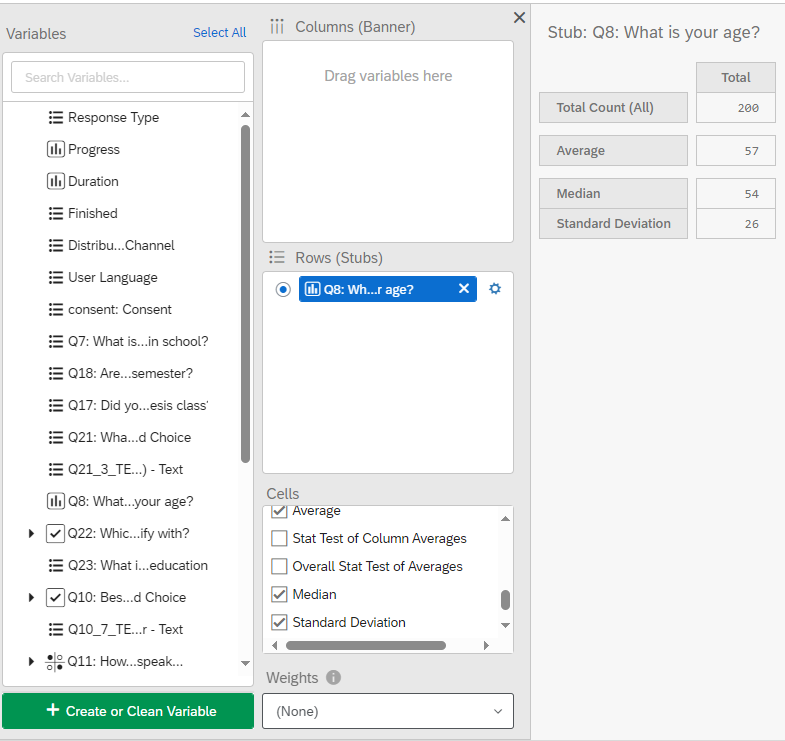 Variables
Select All
Search Variables...
Response Type
Progress
Duration
Finished
Distribu...Channel
User Language
consent: Consent
Q7: What is...in school?
Q18: Are...semester?
Q17: Did yo...esis class'
Q21: Wha...d Choice
Q21_3_TE...) - Text
Q8: What...your age?
Q22: Whic...ify with?
Q23: What i...education
Q10: Bes...d Choice
Q10_7_TE...r - Text
Q11: How...speak...
+ Create or Clean Variable
Columns (Banner)
Drag variables here
Rows (Stubs)
Q8: Wh...r age?
Cells
Average
Stat Test of Column Averages
Overall Stat Test of Averages
Median
Standard Deviation
Weights
(None)
Stub: Q8: What is your age?
Total
Total Count (All) 200
Average 57
Median 54
Standard Deviation 26